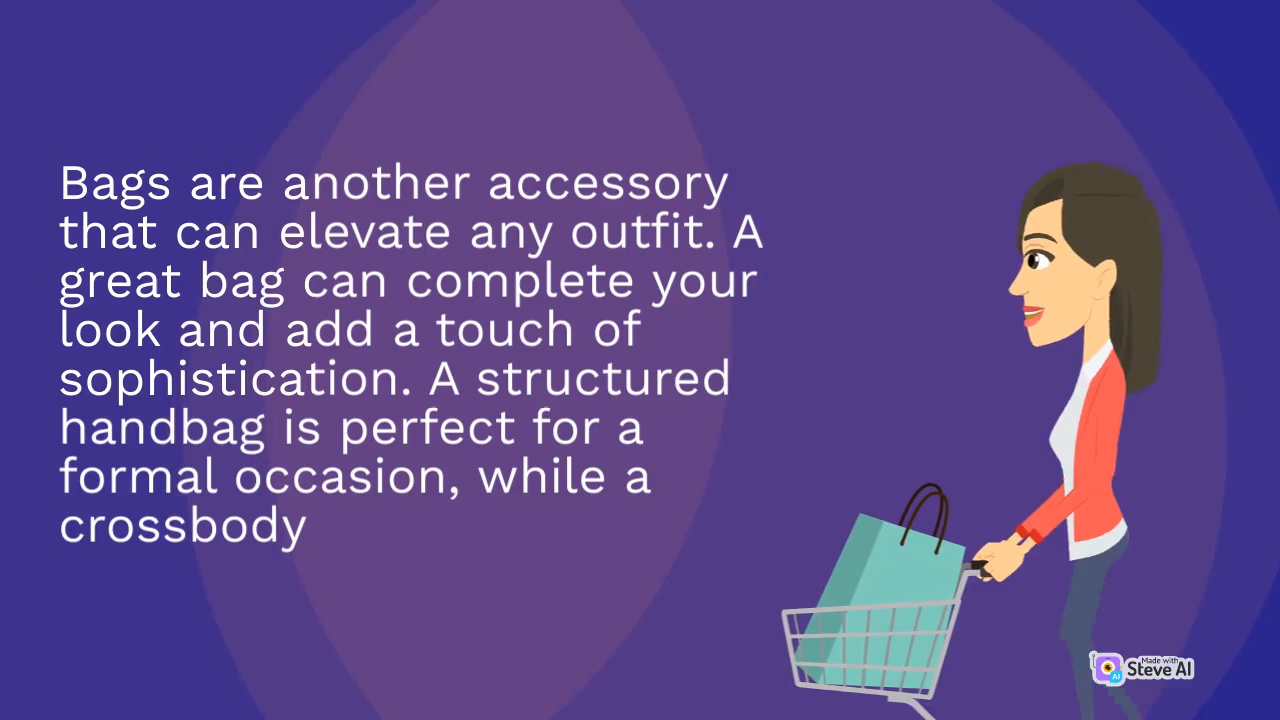 Bags are another accessory
that can elevate any outfit. A
great bag can complete your
look and add a touch of
sophistication. A structured
handbag is perfect for a
formal occasion, while a
crossbody
Made with
Steve AI
AI